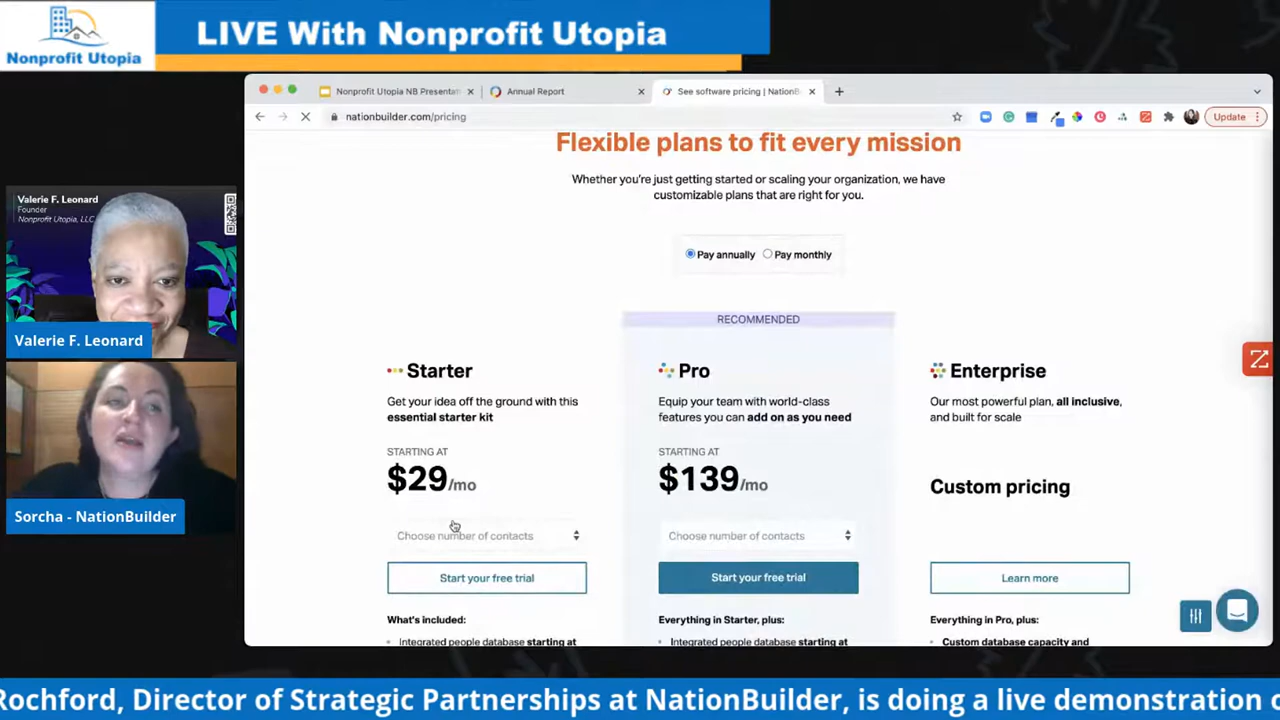 Nonprofit Utopia
LIVE With Nonprofit Utopia
Nonprofit Utopia NB Presentati
Annual Report
See software pricing | NationB
nationbuilder.com/pricing
Update
Flexible plans to fit every mission
Whether you're just getting started or scaling your organization, we have
customizable plans that are right for you.
Pay annually
Pay monthly
RECOMMENDED
Starter
Get your idea off the ground with this
essential starter kit
STARTING AT
$29/mo
Choose number of contacts
Start your free trial
What's included:
Integrated people database starting at
Pro
Equip your team with world-class
features you can add on as you need
STARTING AT
$139/mo
Choose number of contacts
Start your free trial
Everything in Starter, plus:
Integrated people database starting at
Enterprise
Our most powerful plan, all inclusive,
and built for scale
Custom pricing
Learn more
Everything in Pro, plus:
Custom database capacity and
Valerie F. Leonard
Founder
Nonprofit Utopia, LLC
Valerie F. Leonard
Sorcha - NationBuilder
Rochford, Director of Strategic Partnerships at NationBuilder, is doing a live demonstration